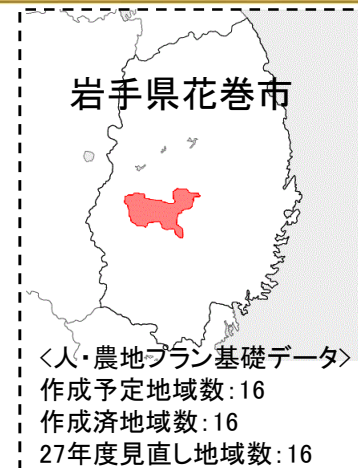 岩手県花巻市
<人・農地プラン基礎データ>
作成予定地域数:16
作成済地域数:16
27年度見直し地域数:16